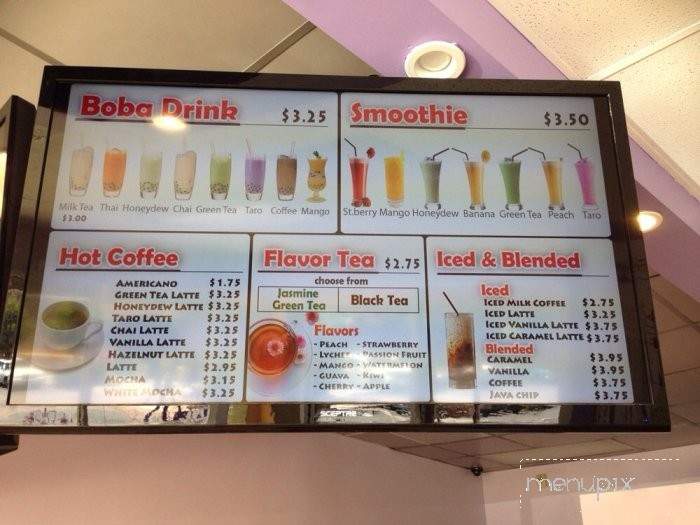 Boba Drink $3.25
Milk Tea Thai Honeydew Chai Green Tea Taro Coffee Mango
$3.00
Smoothie $3.50
St.berry Mango Honeydew Banana Green Tea Peach Taro
Hot Coffee
AMERICANO $1.75
GREEN TEA LATTE $3.25
HONEYDEW LATTE $3.25
TARO LATTE $3.25
CHAI LATTE $3.25
VANILLA LATTE $3.25
HAZELNUT LATTE $3.25
LATTE $2.95
MOCHA $3.15
WHITE MOCHA $3.25
Flavor Tea $2.75
choose from
Jasmine
Green Tea
Black Tea
Flavors
- PEACH - STRAWBERRY
- LYCHEE - PASSION FRUIT
- MANGO - WATERMELON
- GUAVA - KIWI
- CHERRY - APPLE
Iced & Blended
Iced
ICED MILK COFFEE $2.75
ICED LATTE $3.25
ICED VANILLA LATTE $3.75
ICED CARAMEL LATTE $3.75
Blended
CARAMEL $3.95
VANILLA $3.95
COFFEE $3.75
JAVA CHIP $3.75
SCEPTRE
menupix